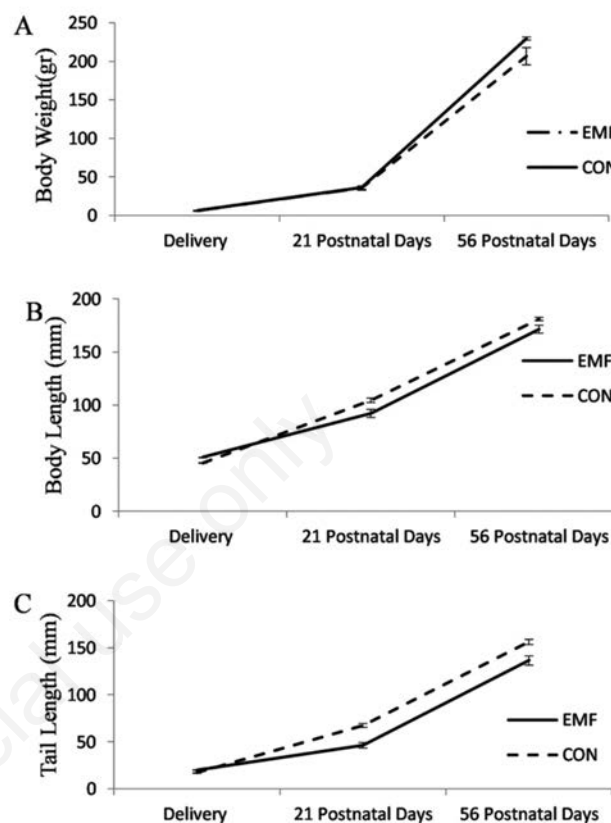 A
Body Weight(gr)
250
200
150
100
50
0
EMF
CON
Delivery 21 Postnatal Days 56 Postnatal Days
B
Body Length (mm)
200
150
100
50
0
EMF
CON
Delivery 21 Postnatal Days 56 Postnatal Days
C
Tail Length (mm)
200
150
100
50
0
EMF
CON
Delivery 21 Postnatal Days 56 Postnatal Days
use only